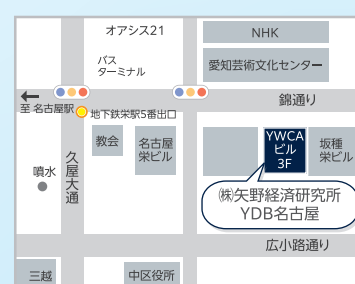 オアシス21
NHK
バス
ターミナル
愛知芸術文化センター
錦通り
至 名古屋駅
地下鉄栄駅5番出口
教会
名古屋
栄ビル
YWCA
ビル
3F
坂種
栄ビル
久屋大通
噴水
㈱矢野経済研究所
YDB名古屋
広小路通り
三越
中区役所